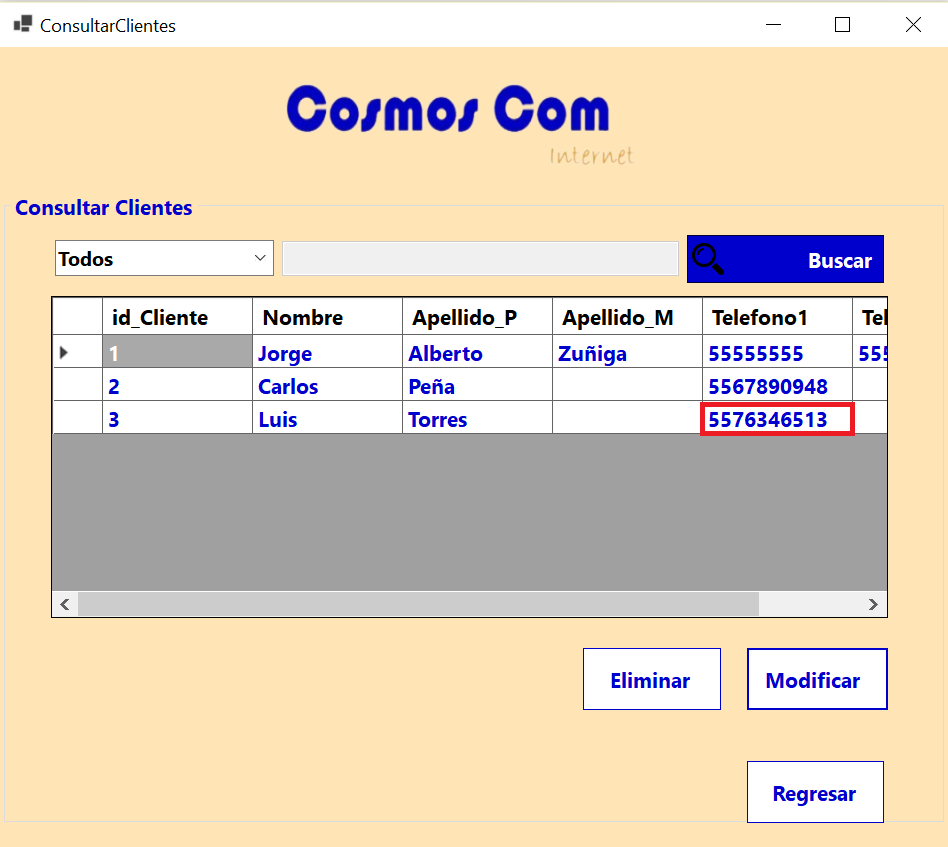 ConsultarClientes
Cosmos Com
Internet
Consultar Clientes
Todos Buscar
id_Cliente Nombre Apellido_P Apellido_M Telefono1 Tel
1 Jorge Alberto Zuñiga 55555555 555
2 Carlos Peña 5567890948
3 Luis Torres 5576346513
Eliminar Modificar
Regresar